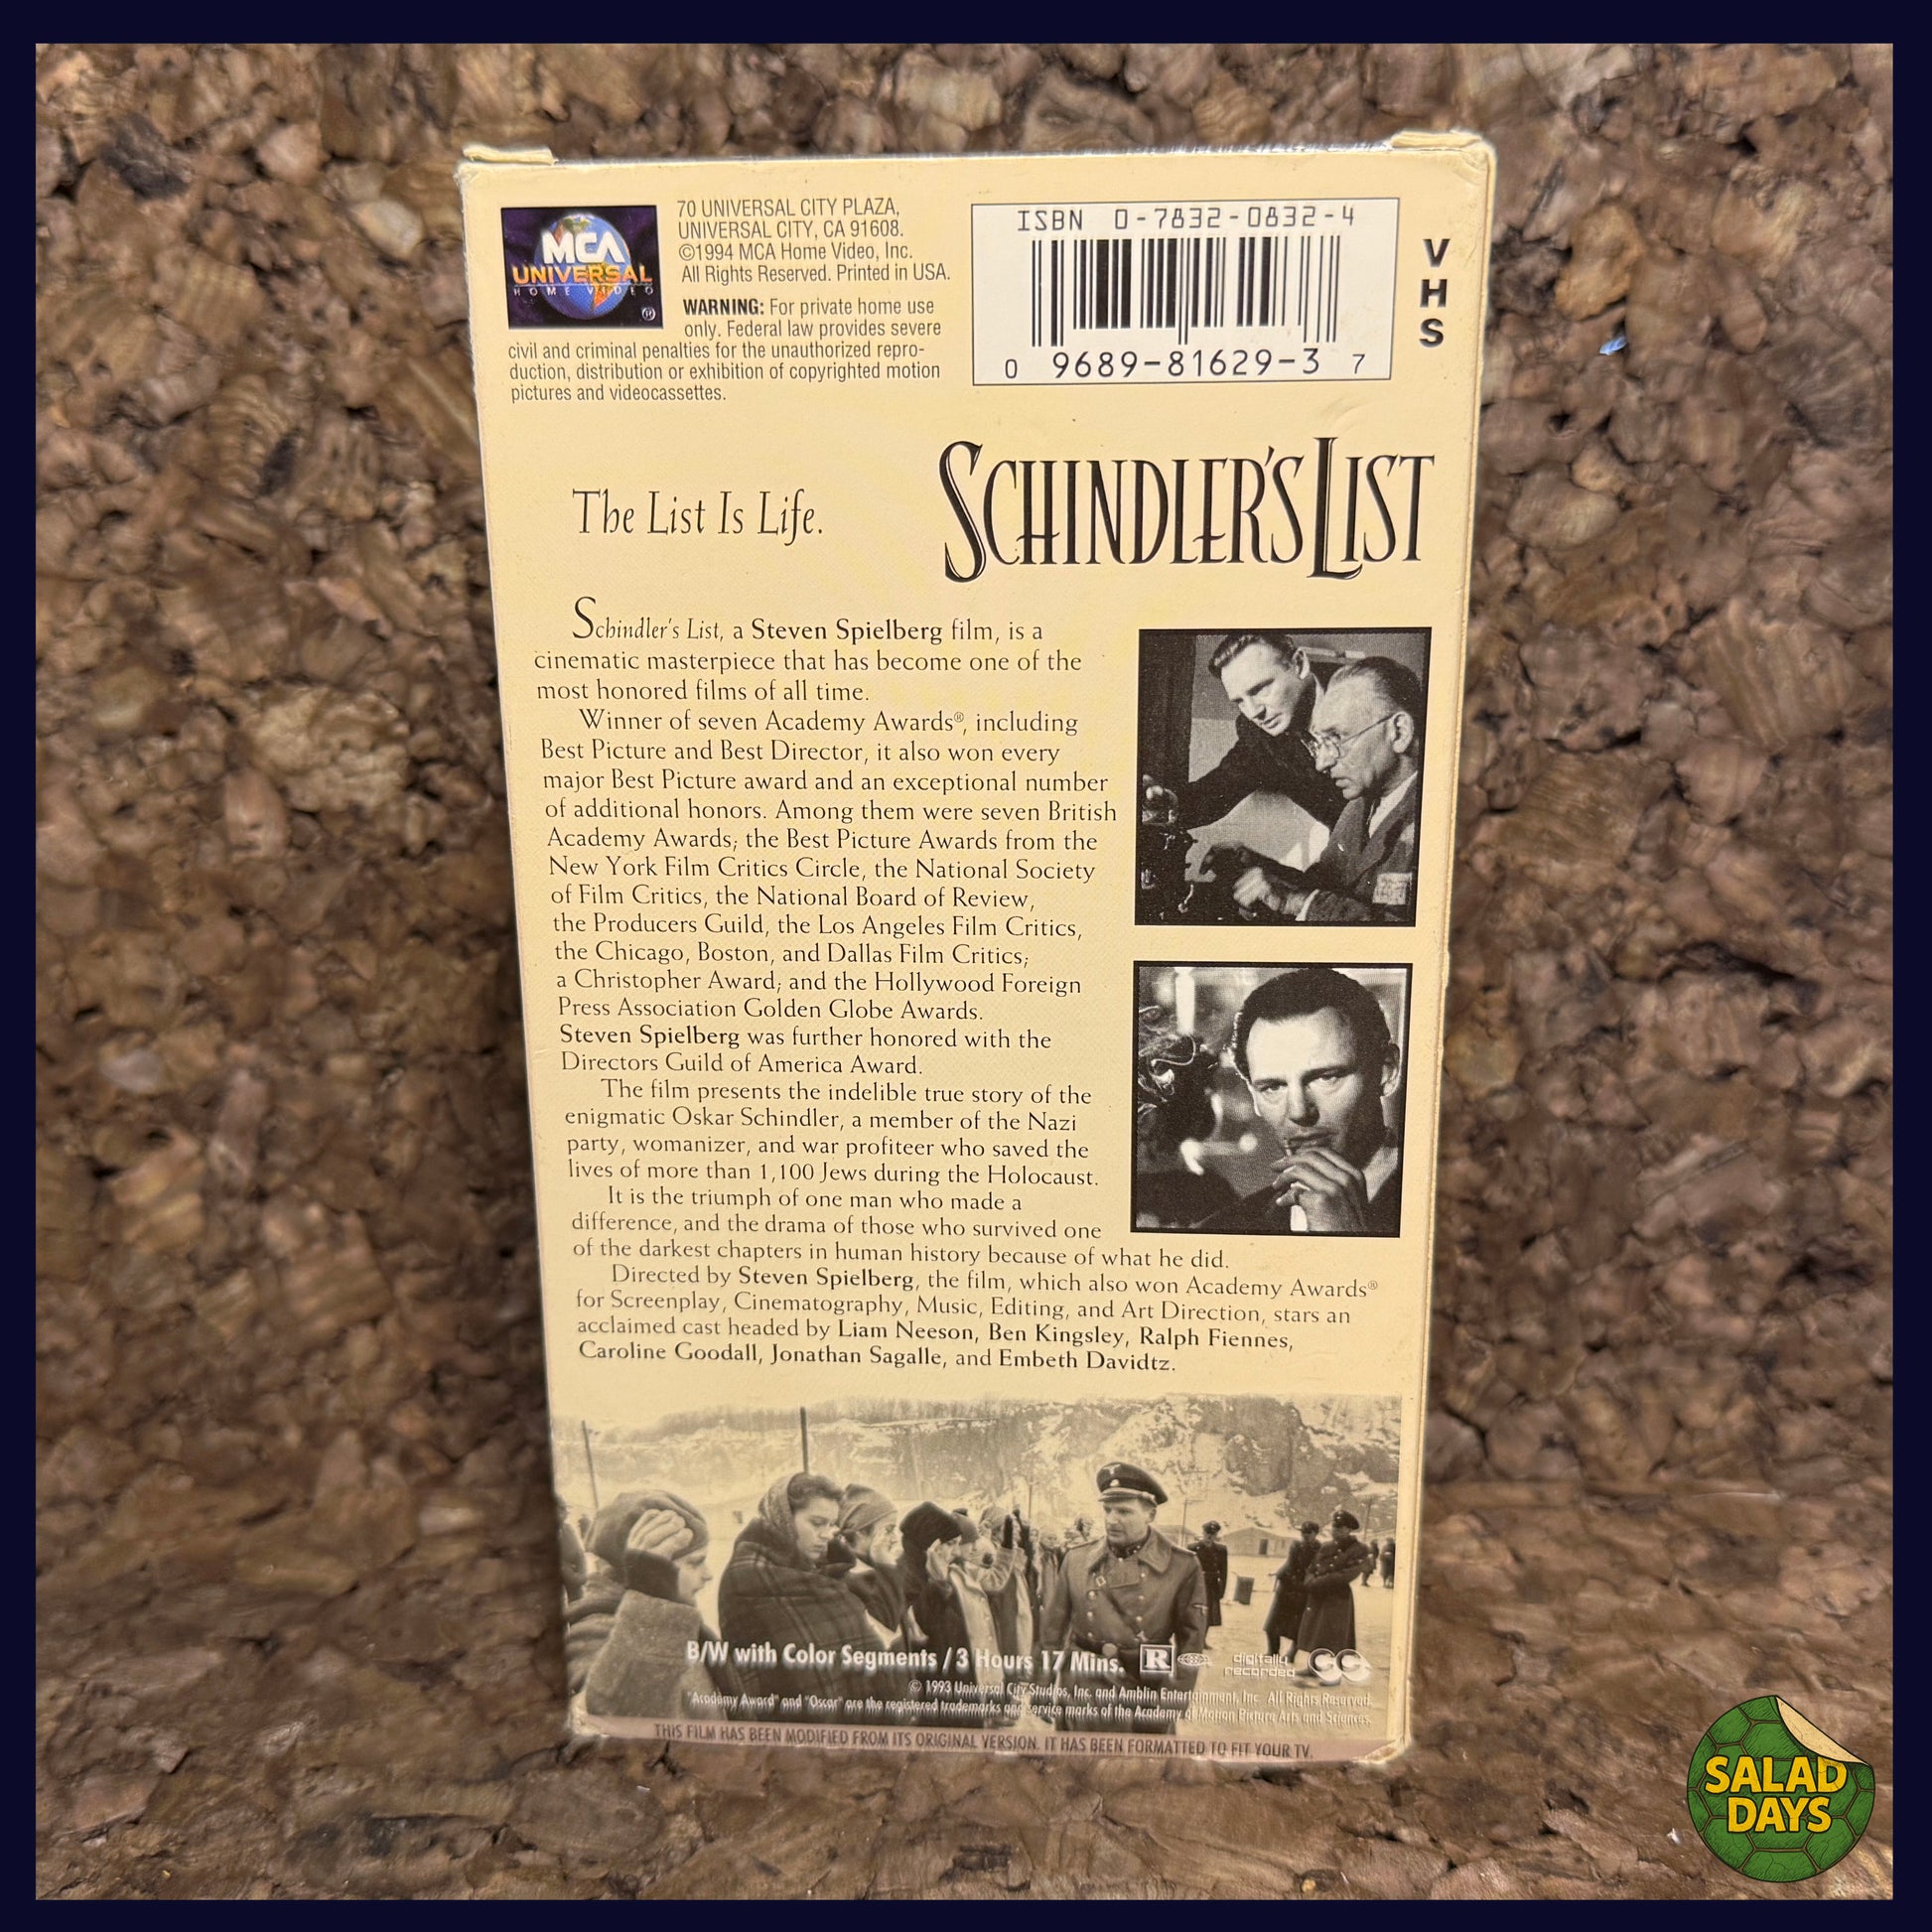 MCA
UNIVERSAL
HOME VIDEO
®
70 UNIVERSAL CITY PLAZA,
UNIVERSAL CITY, CA 91608.
©1994 MCA Home Video, Inc.
All Rights Reserved. Printed in USA.
WARNING: For private home use
only. Federal law provides severe
civil and criminal penalties for the unauthorized repro-
duction, distribution or exhibition of copyrighted motion
pictures and videocassettes.
ISBN 0-7832-0832-4
0 9689-81629-3 7
VHS
The List Is Life.
SCHINDLER'S LIST
Schindler's List, a Steven Spielberg film, is a
cinematic masterpiece that has become one of the
most honored films of all time.
Winner of seven Academy Awards®, including
Best Picture and Best Director, it also won every
major Best Picture award and an exceptional number
of additional honors. Among them were seven British
Academy Awards; the Best Picture Awards from the
New York Film Critics Circle, the National Society
of Film Critics, the National Board of Review,
the Producers Guild, the Los Angeles Film Critics,
the Chicago, Boston, and Dallas Film Critics;
a Christopher Award; and the Hollywood Foreign
Press Association Golden Globe Awards.
Steven Spielberg was further honored with the
Directors Guild of America Award.
The film presents the indelible true story of the
enigmatic Oskar Schindler, a member of the Nazi
party, womanizer, and war profiteer who saved the
lives of more than 1,100 Jews during the Holocaust.
It is the triumph of one man who made a
difference, and the drama of those who survived one
of the darkest chapters in human history because of what he did.
Directed by Steven Spielberg, the film, which also won Academy Awards®
for Screenplay, Cinematography, Music, Editing, and Art Direction, stars an
acclaimed cast headed by Liam Neeson, Ben Kingsley, Ralph Fiennes,
Caroline Goodall, Jonathan Sagalle, and Embeth Davidtz.
B/W with Color Segments / 3 Hours 17 Mins. R digitally recorded CC
© 1993 Universal City Studios, Inc. and Amblin Entertainment, Inc. All Rights Reserved.
"Academy Award" and "Oscar" are the registered trademarks and service marks of the Academy of Motion Picture Arts and Sciences.
THIS FILM HAS BEEN MODIFIED FROM ITS ORIGINAL VERSION. IT HAS BEEN FORMATTED TO FIT YOUR TV.
SALAD
DAYS